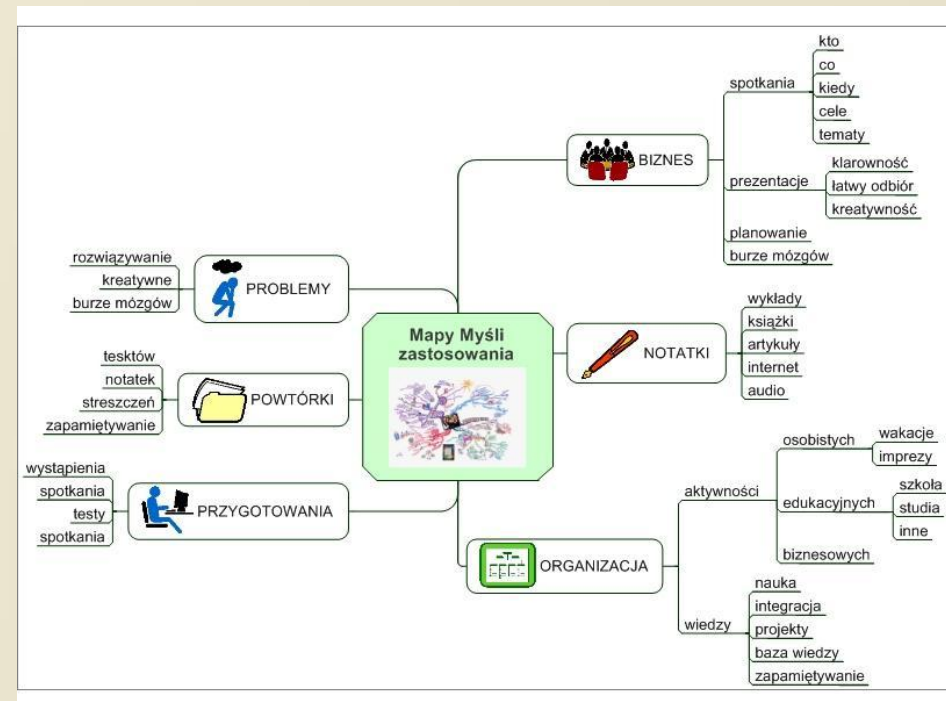 Mapy Myśli
zastosowania
BIZNES
spotkania
kto
co
kiedy
cele
tematy
prezentacje
klarowność
łatwy odbiór
kreatywność
planowanie
burze mózgów
NOTATKI
wykłady
książki
artykuły
internet
audio
ORGANIZACJA
aktywności
osobistych
wakacje
imprezy
edukacyjnych
szkoła
studia
inne
biznesowych
wiedzy
nauka
integracja
projekty
baza wiedzy
zapamiętywanie
PRZYGOTOWANIA
wystąpienia
spotkania
testy
spotkania
POWTÓRKI
tesktów
notatek
streszczeń
zapamiętywanie
PROBLEMY
rozwiązywanie
kreatywne
burze mózgów